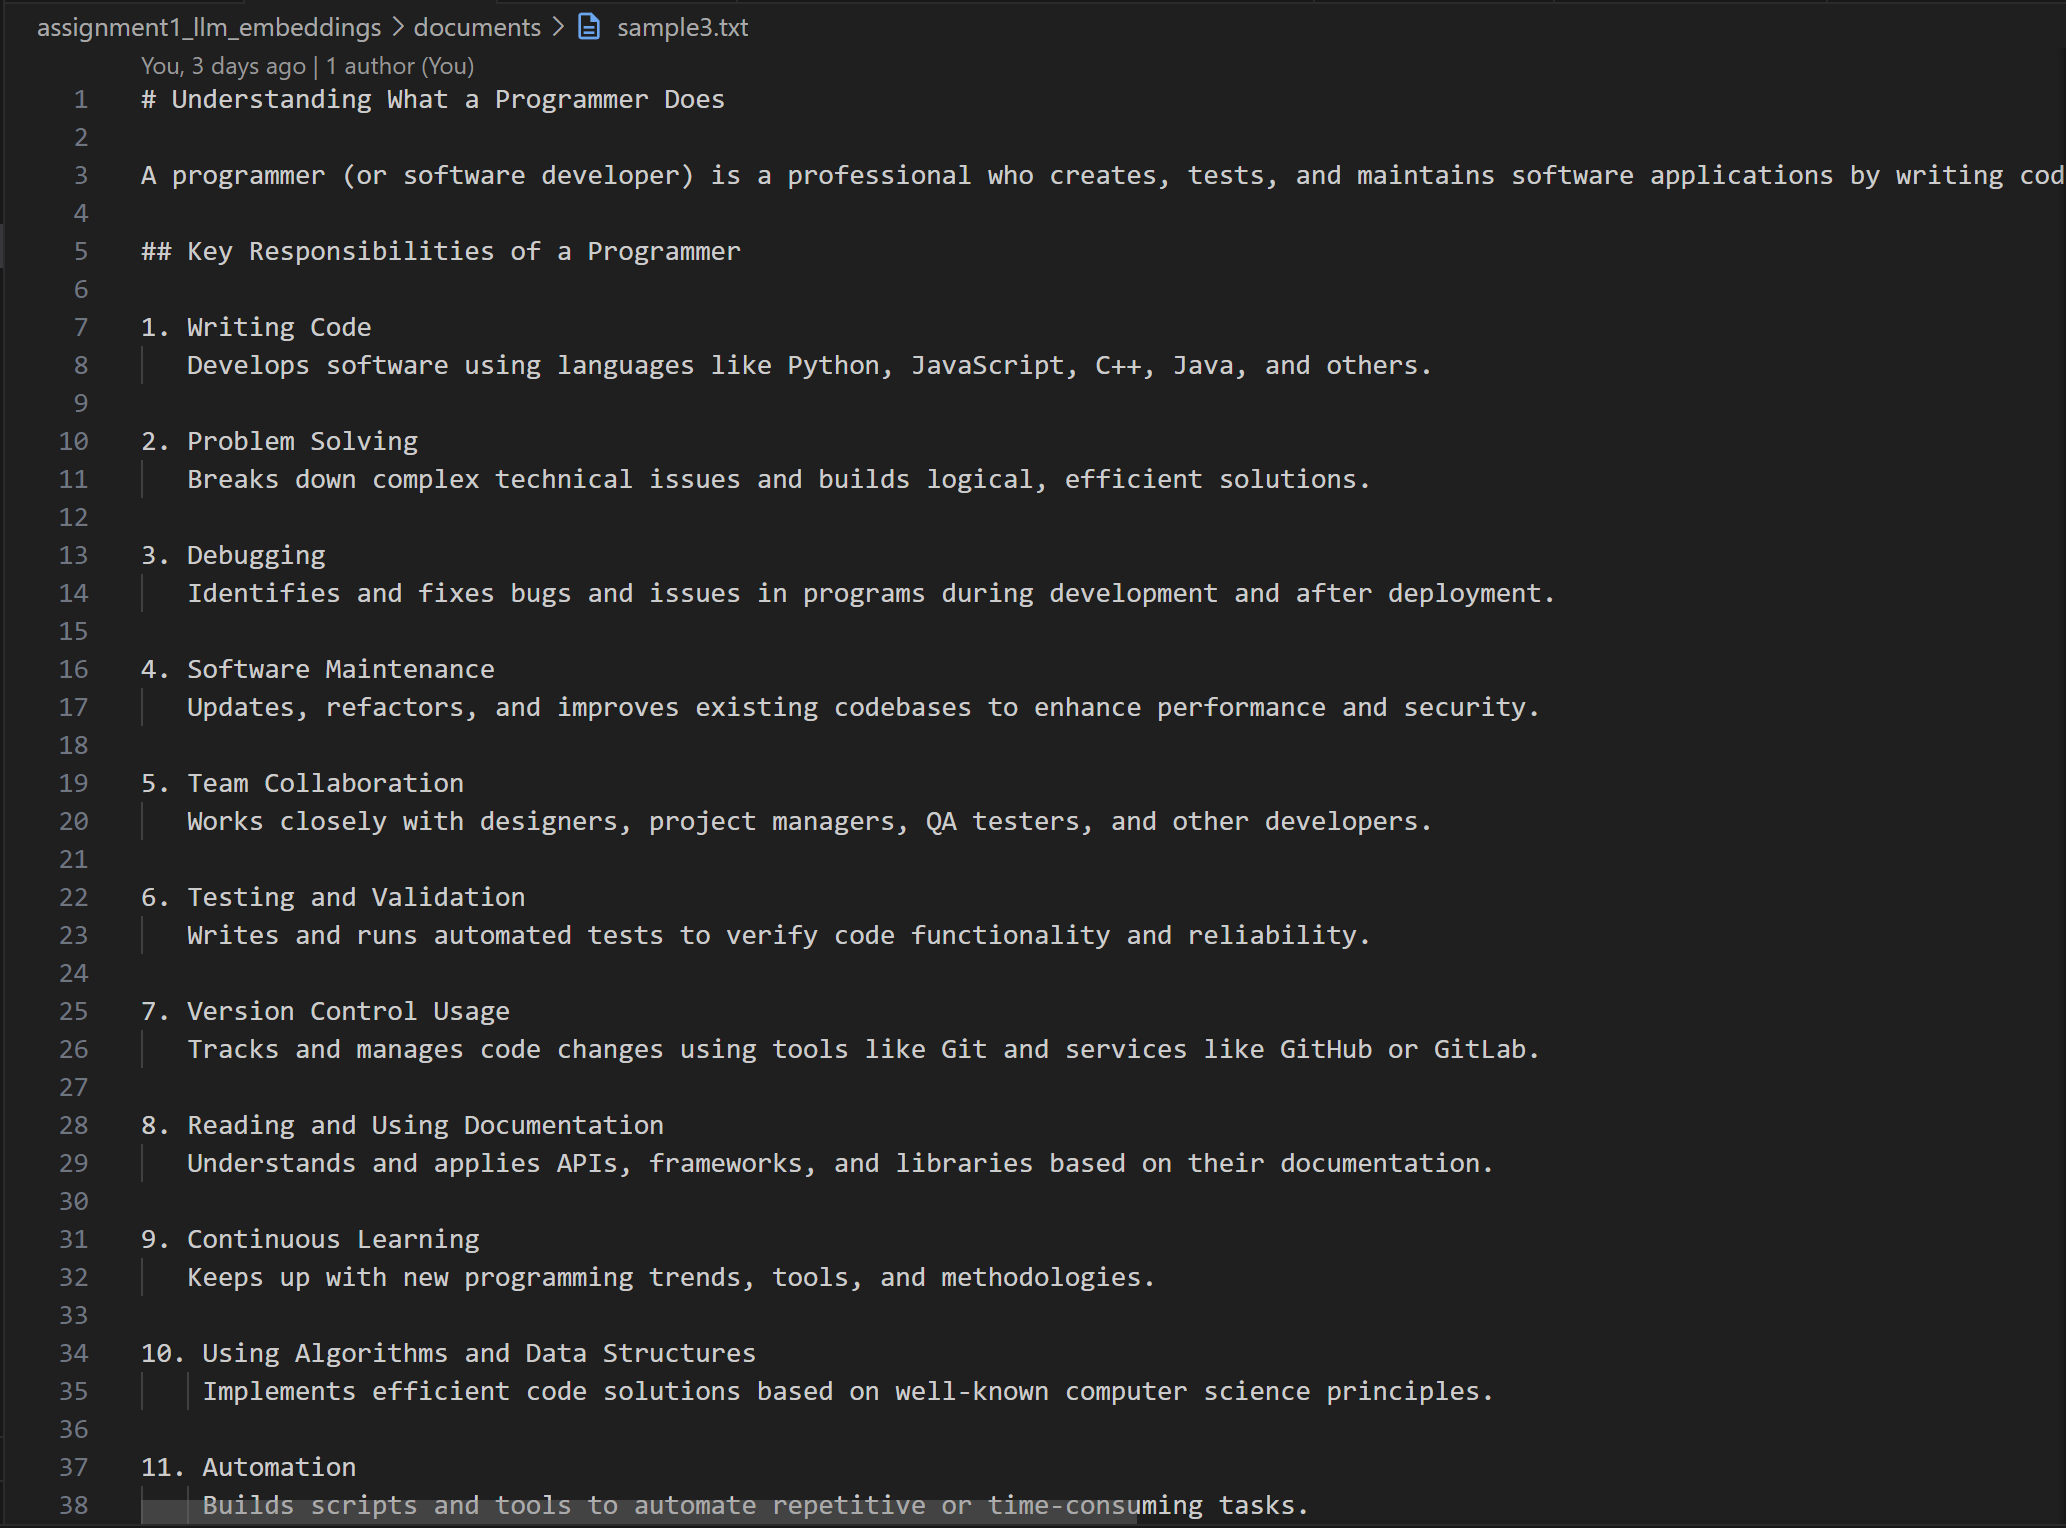 assignment1_llm_embeddings > documents > sample3.txt
You, 3 days ago | 1 author (You)
1 # Understanding What a Programmer Does
2
3 A programmer (or software developer) is a professional who creates, tests, and maintains software applications by writing cod
4
5 ## Key Responsibilities of a Programmer
6
7 1. Writing Code
8 Develops software using languages like Python, JavaScript, C++, Java, and others.
9
10 2. Problem Solving
11 Breaks down complex technical issues and builds logical, efficient solutions.
12
13 3. Debugging
14 Identifies and fixes bugs and issues in programs during development and after deployment.
15
16 4. Software Maintenance
17 Updates, refactors, and improves existing codebases to enhance performance and security.
18
19 5. Team Collaboration
20 Works closely with designers, project managers, QA testers, and other developers.
21
22 6. Testing and Validation
23 Writes and runs automated tests to verify code functionality and reliability.
24
25 7. Version Control Usage
26 Tracks and manages code changes using tools like Git and services like GitHub or GitLab.
27
28 8. Reading and Using Documentation
29 Understands and applies APIs, frameworks, and libraries based on their documentation.
30
31 9. Continuous Learning
32 Keeps up with new programming trends, tools, and methodologies.
33
34 10. Using Algorithms and Data Structures
35 Implements efficient code solutions based on well-known computer science principles.
36
37 11. Automation
38 Builds scripts and tools to automate repetitive or time-consuming tasks.